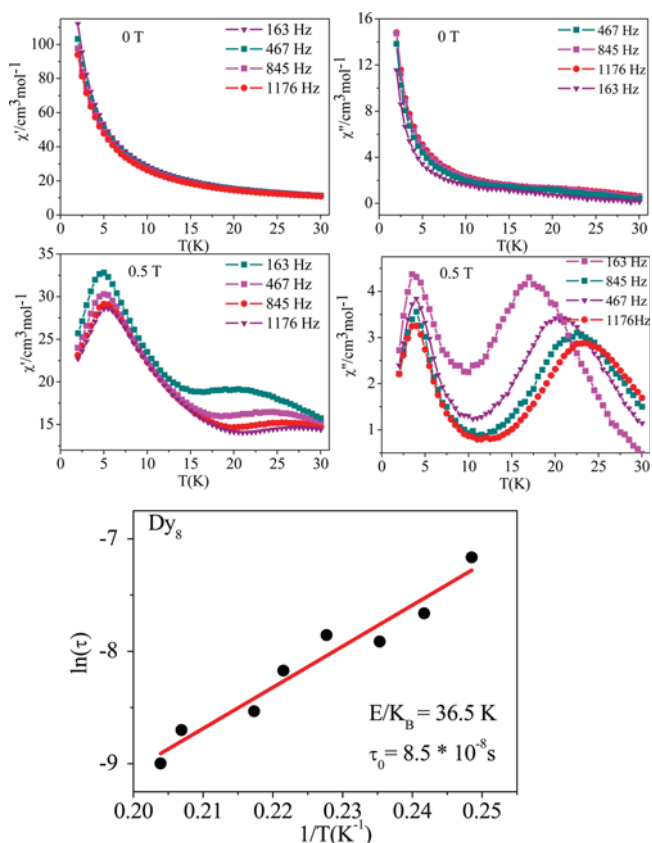 0 T
163 Hz
467 Hz
845 Hz
1176 Hz
χ'/cm³mol⁻¹
100
80
60
40
20
0
0 5 10 15 20 25 30
T(K)
0 T
467 Hz
845 Hz
1176 Hz
163 Hz
χ"/cm³mol⁻¹
16
12
8
4
0
0 5 10 15 20 25 30
T(K)
0.5 T
163 Hz
467 Hz
845 Hz
1176 Hz
χ'/cm³mol⁻¹
35
30
25
20
15
0 5 10 15 20 25 30
T(K)
0.5 T
163 Hz
845 Hz
467 Hz
1176Hz
χ"/cm³mol⁻¹
4
3
2
1
0 5 10 15 20 25 30
T(K)
Dy₈
ln(τ)
-7
-8
-9
E/K_B = 36.5 K
τ₀ = 8.5 * 10⁻⁸s
0.20 0.21 0.22 0.23 0.24 0.25
1/T(K⁻¹)